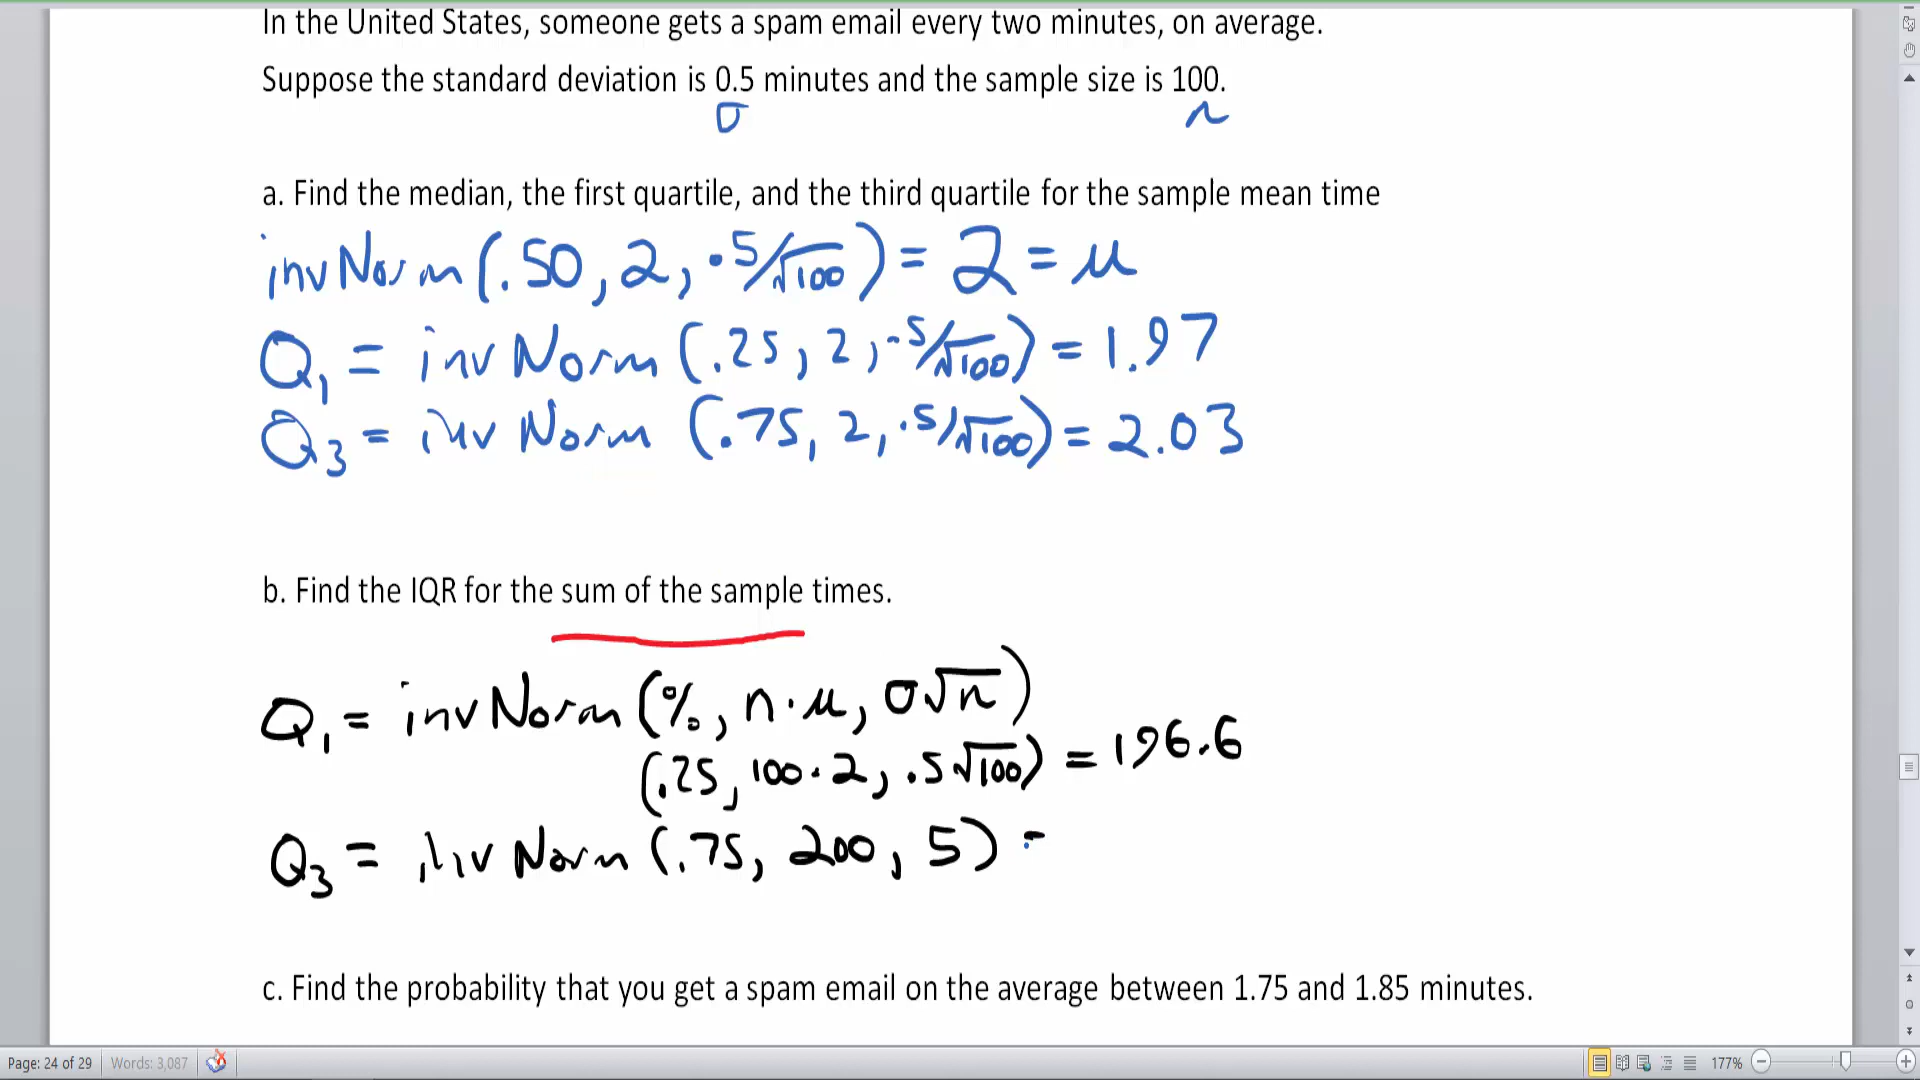 In the United States, someone gets a spam email every two minutes, on average.
Suppose the standard deviation is 0.5 minutes and the sample size is 100.
σ n
a. Find the median, the first quartile, and the third quartile for the sample mean time
invNorm(.50, 2, .5/√100) = 2 = μ
Q₁ = invNorm(.25, 2, .5/√100) = 1.97
Q₃ = invNorm(.75, 2, .5/√100) = 2.03
b. Find the IQR for the sum of the sample times.
Q₁ = invNorm(%, n·μ, σ√n)
(.25, 100·2, .5√100) = 196.6
Q₃ = invNorm(.75, 200, 5) =
c. Find the probability that you get a spam email on the average between 1.75 and 1.85 minutes.
Page: 24 of 29 Words: 3,087 177%